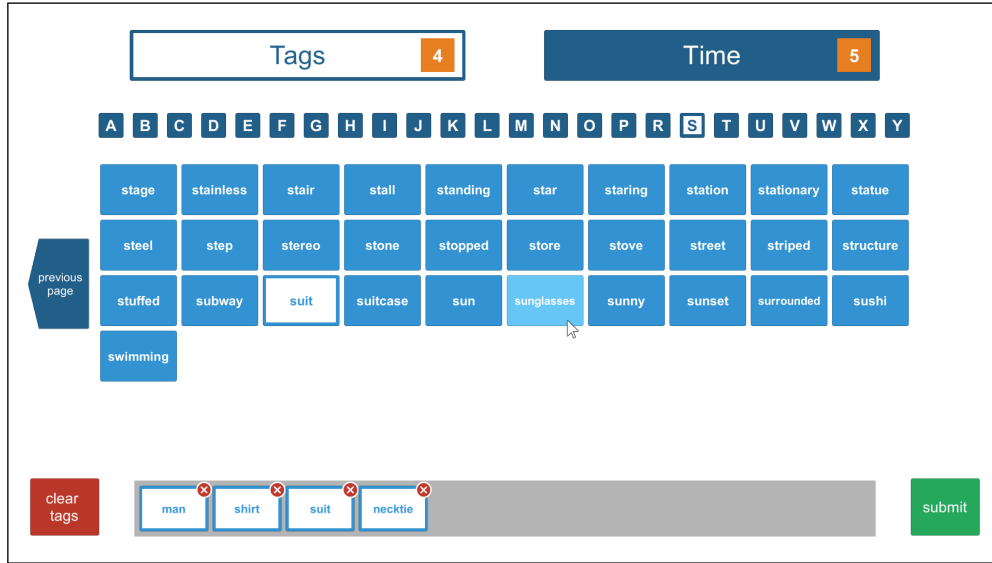 Tags 4 Time 5
A B C D E F G H I J K L M N O P R S T U V W X Y
stage stainless stair stall standing star staring station stationary statue
steel step stereo stone stopped store stove street striped structure
previous
page
stuffed subway suit suitcase sun sunglasses sunny sunset surrounded sushi
swimming
clear
tags
man shirt suit necktie
submit